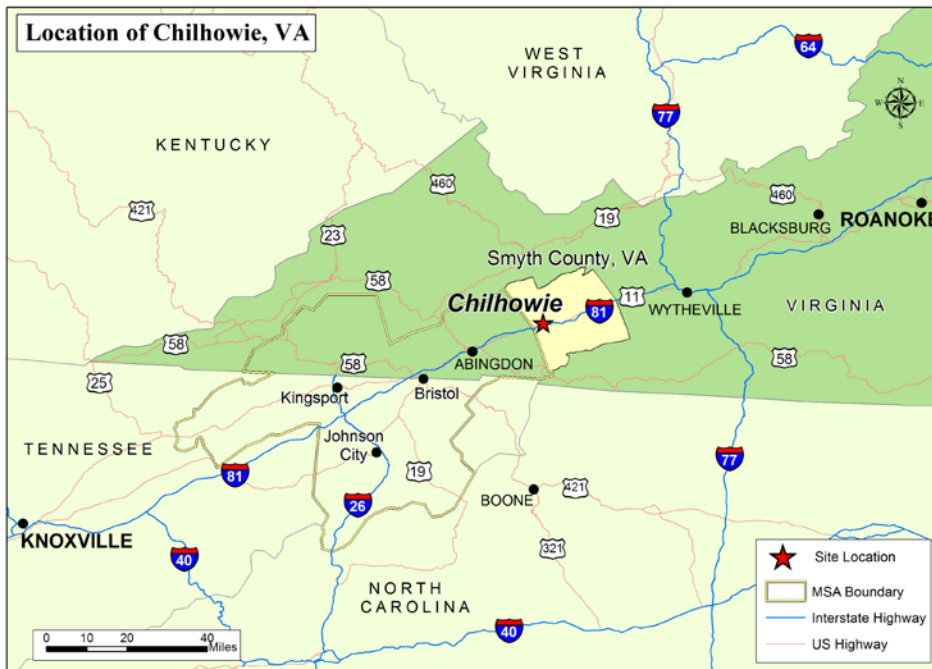 Location of Chilhowie, VA
WEST
VIRGINIA
64
N
W E
S
77
KENTUCKY
460
421
19
460
BLACKSBURG
ROANOKE
23
Smyth County, VA
58
Chilhowie
11
81
WYTHEVILLE
VIRGINIA
58
58
ABINGDON
58
25
Kingsport
Bristol
TENNESSEE
Johnson
City
19
77
81
BOONE
421
26
KNOXVILLE
321
40
NORTH
CAROLINA
40
0 10 20 40
Miles
Site Location
MSA Boundary
Interstate Highway
US Highway